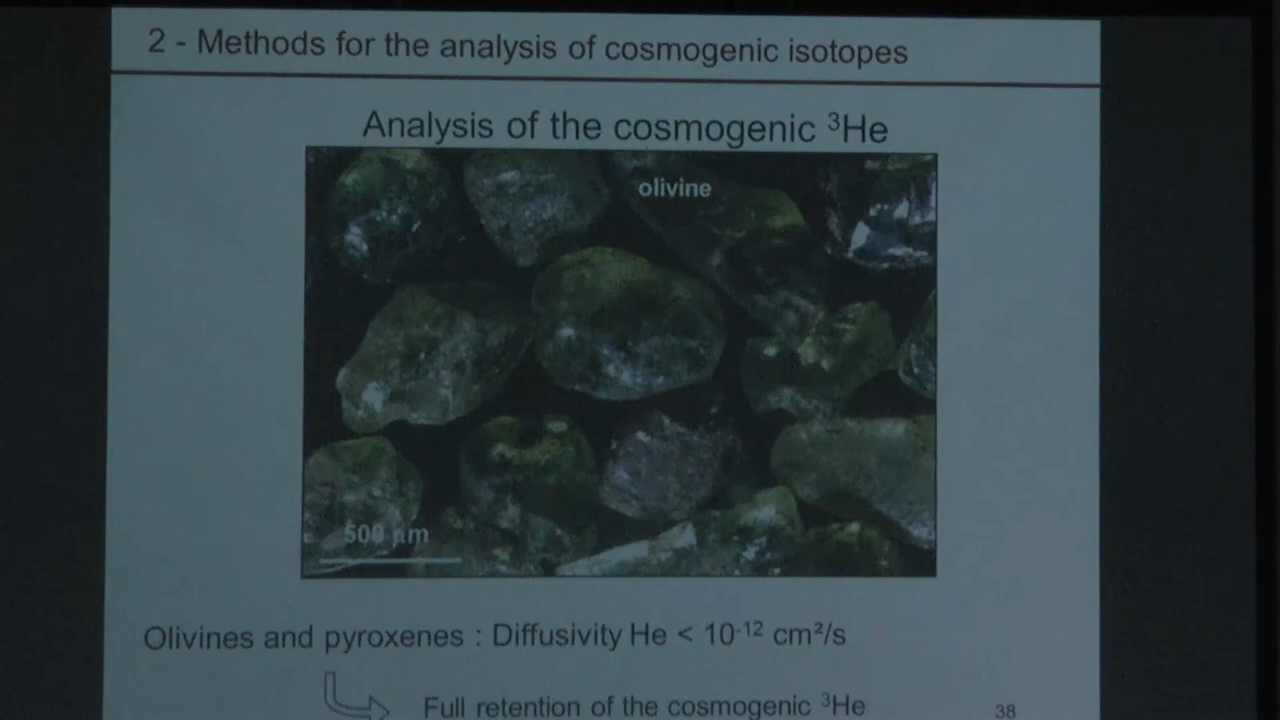 2 - Methods for the analysis of cosmogenic isotopes
Analysis of the cosmogenic ³He
olivine
500 µm
Olivines and pyroxenes : Diffusivity He < 10⁻¹² cm²/s
Full retention of the cosmogenic ³He
38